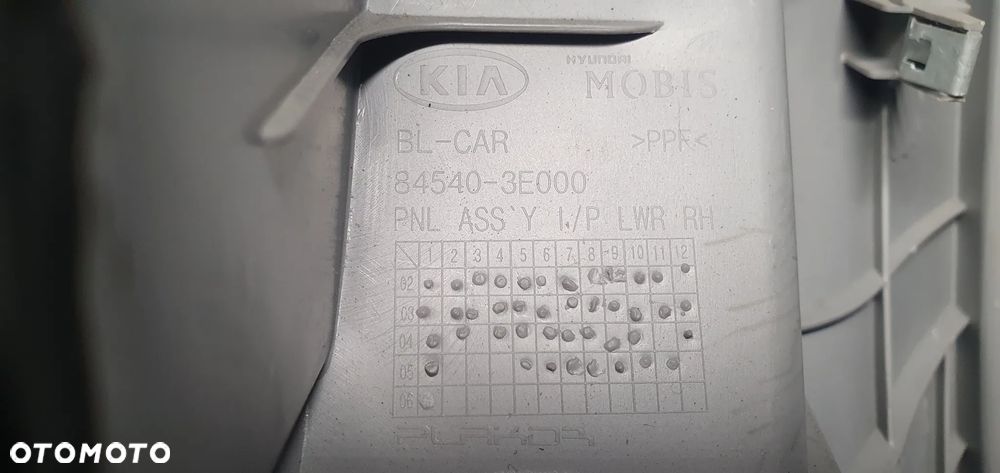 KIA HYUNDAI MOBIS
BL-CAR >PPF<
84540-3E000
PNL ASS`Y I/P LWR RH
1 2 3 4 5 6 7 8 9 10 11 12
02
03
04
05
06
PLAKOR
OTOMOTO